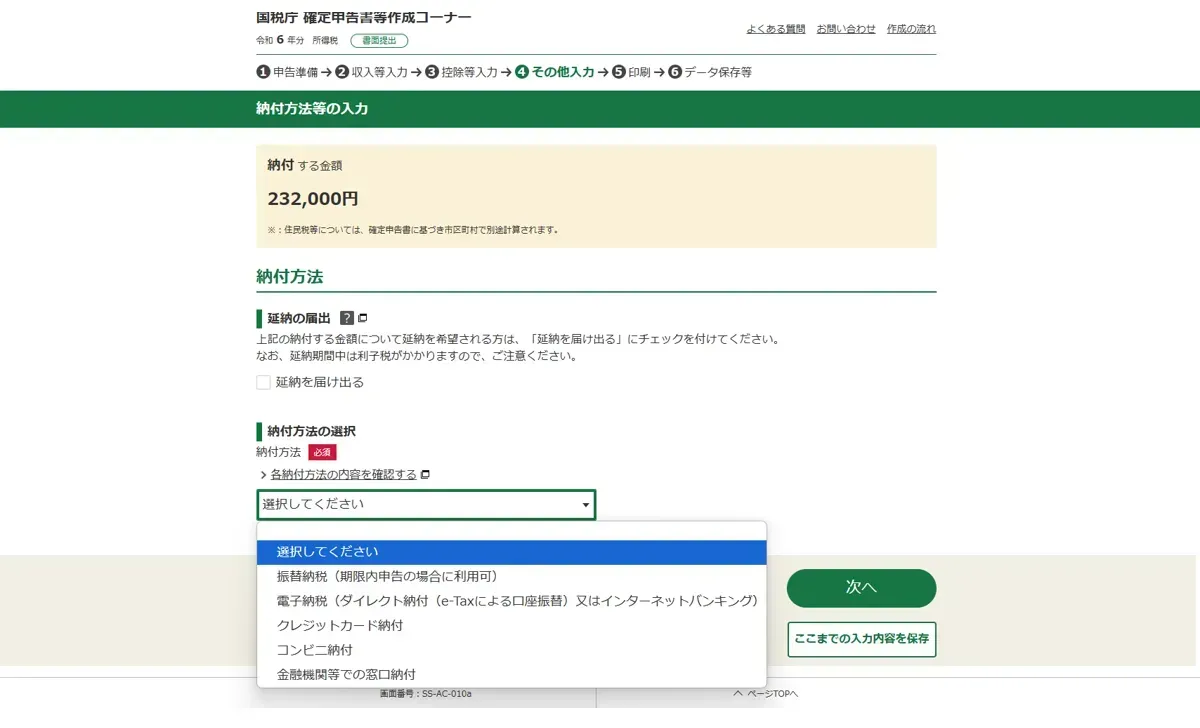 国税庁 確定申告書等作成コーナー
よくある質問 お問い合わせ 作成の流れ
令和 6 年分 所得税 書面提出
1 申告準備 → 2 収入等入力 → 3 控除等入力 → 4 その他入力 → 5 印刷 → 6 データ保存等
納付方法等の入力
納付 する金額
232,000円
※：住民税等については、確定申告書に基づき市区町村で別途計算されます。
納付方法
延納の届出 ?
上記の納付する金額について延納を希望される方は、「延納を届け出る」にチェックを付けてください。
なお、延納期間中は利子税がかかりますので、ご注意ください。
延納を届け出る
納付方法の選択
納付方法 必須
各納付方法の内容を確認する
選択してください
選択してください
振替納税（期限内申告の場合に利用可）
電子納税（ダイレクト納付（e-Taxによる口座振替）又はインターネットバンキング）
クレジットカード納付
コンビニ納付
金融機関等での窓口納付
次へ
ここまでの入力内容を保存
画面番号：SS-AC-010a
ページTOPへ